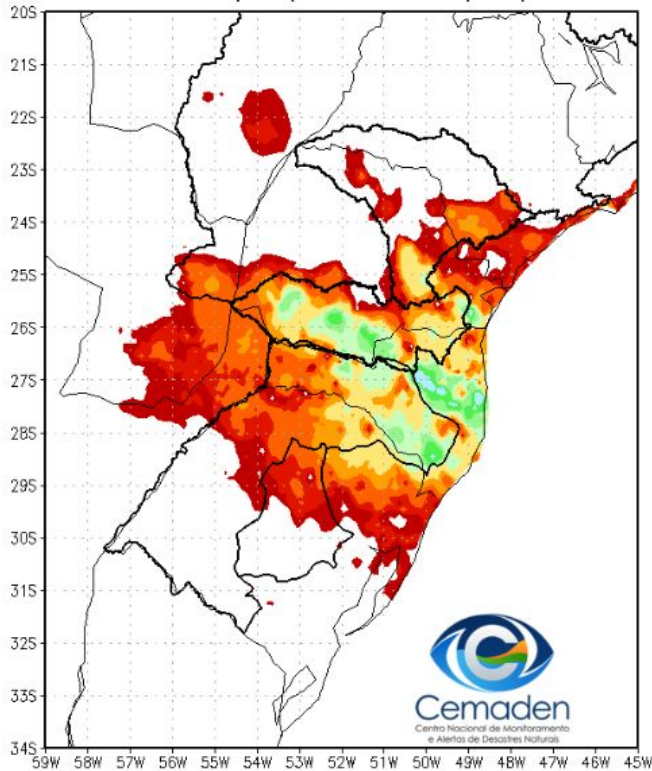 20S
21S
22S
23S
24S
25S
26S
27S
28S
29S
30S
31S
32S
33S
34S
59W 58W 57W 56W 55W 54W 53W 52W 51W 50W 49W 48W 47W 46W 45W
Cemaden
Centro Nacional de Monitoramento
e Alertas de Desastres Naturais